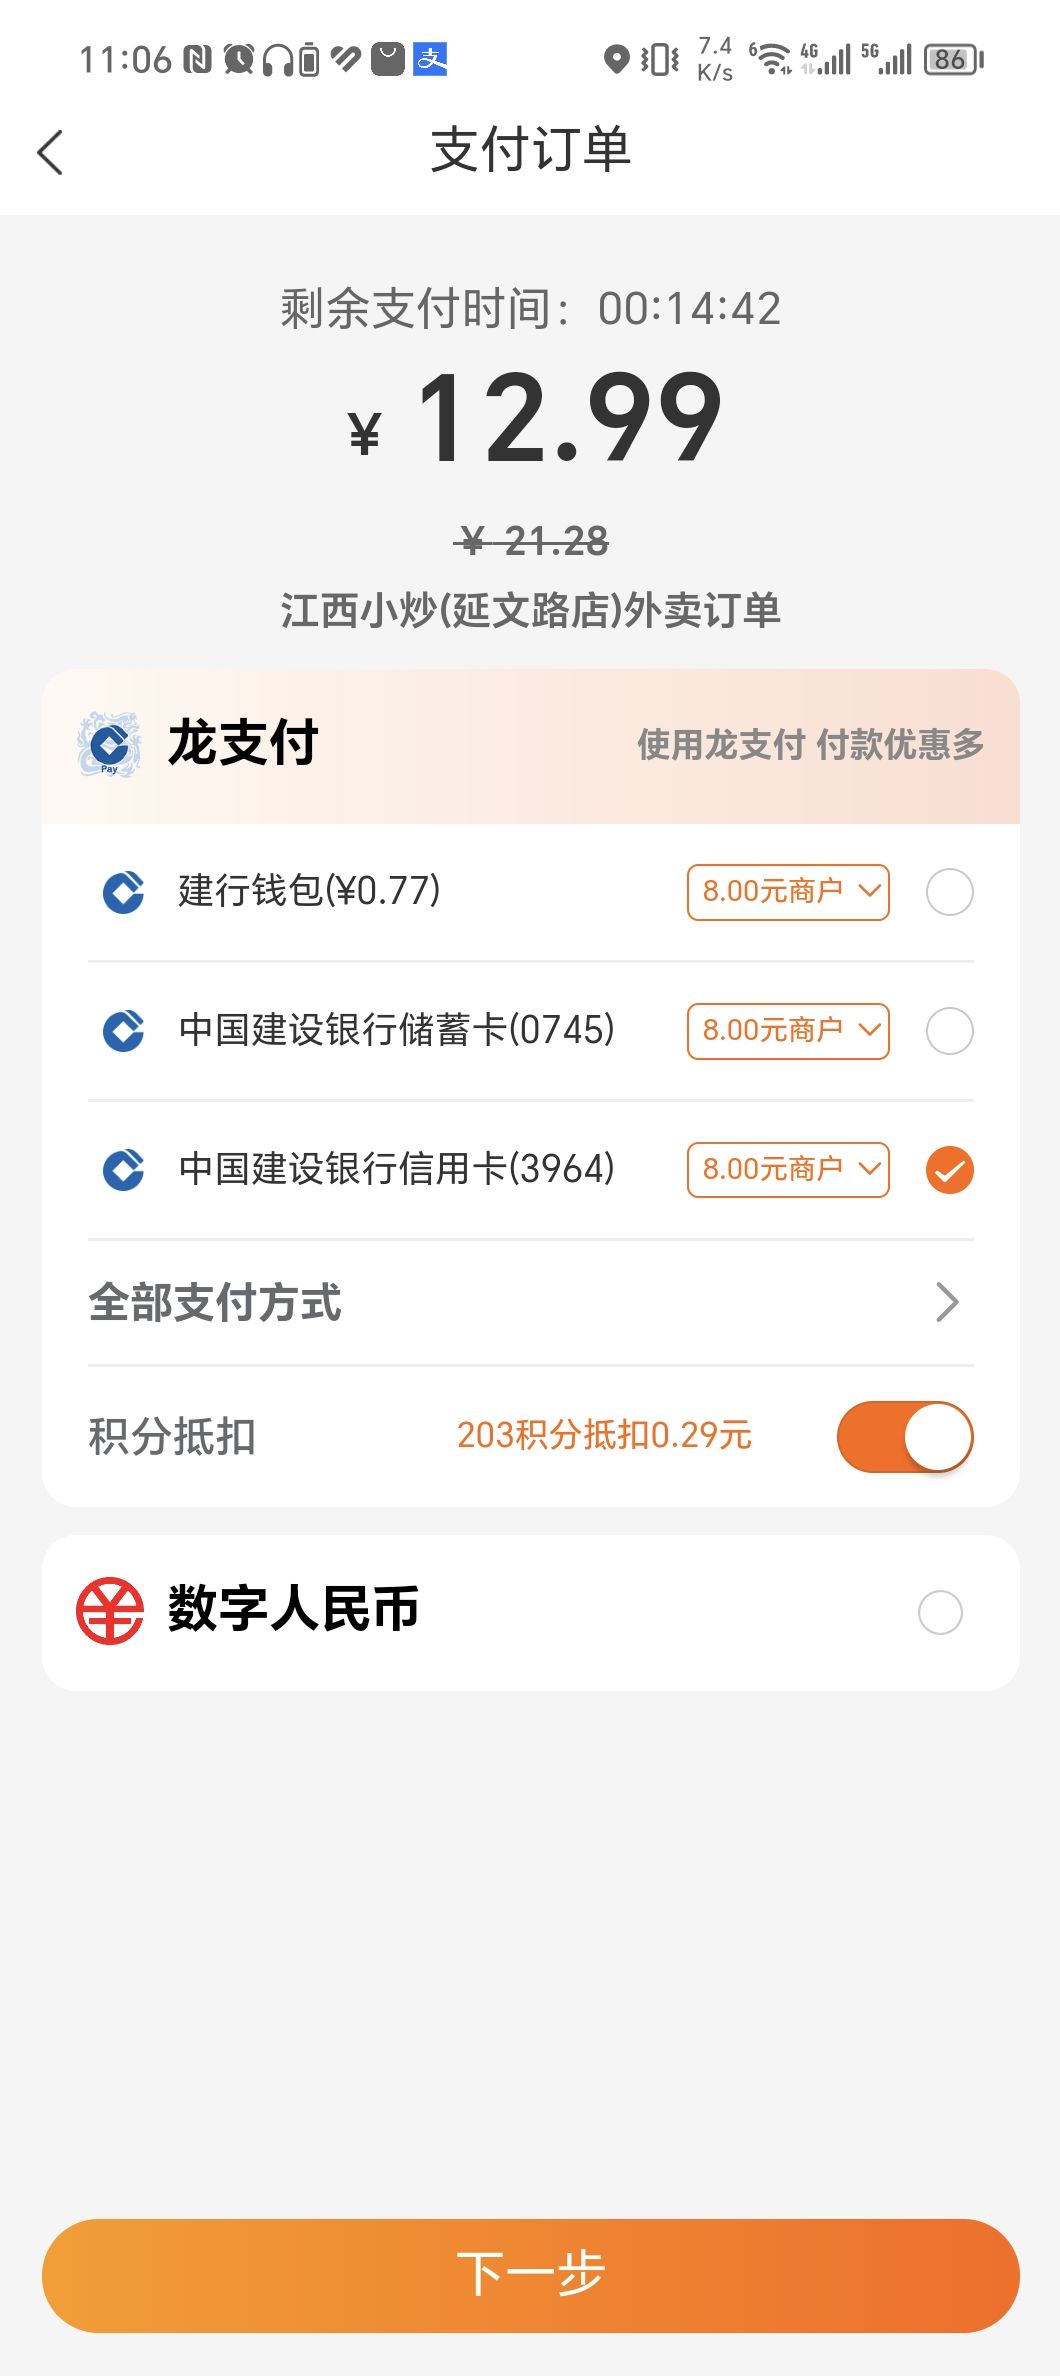 11:06
7.4 K/s 6 4G 5G 86
支付订单
剩余支付时间：00:14:42
¥ 12.99
¥ 21.28
江西小炒(延文路店)外卖订单
Pay
龙支付 使用龙支付 付款优惠多
建行钱包(¥0.77) 8.00元商户
中国建设银行储蓄卡(0745) 8.00元商户
中国建设银行信用卡(3964) 8.00元商户
全部支付方式
积分抵扣 203积分抵扣0.29元
数字人民币
下一步